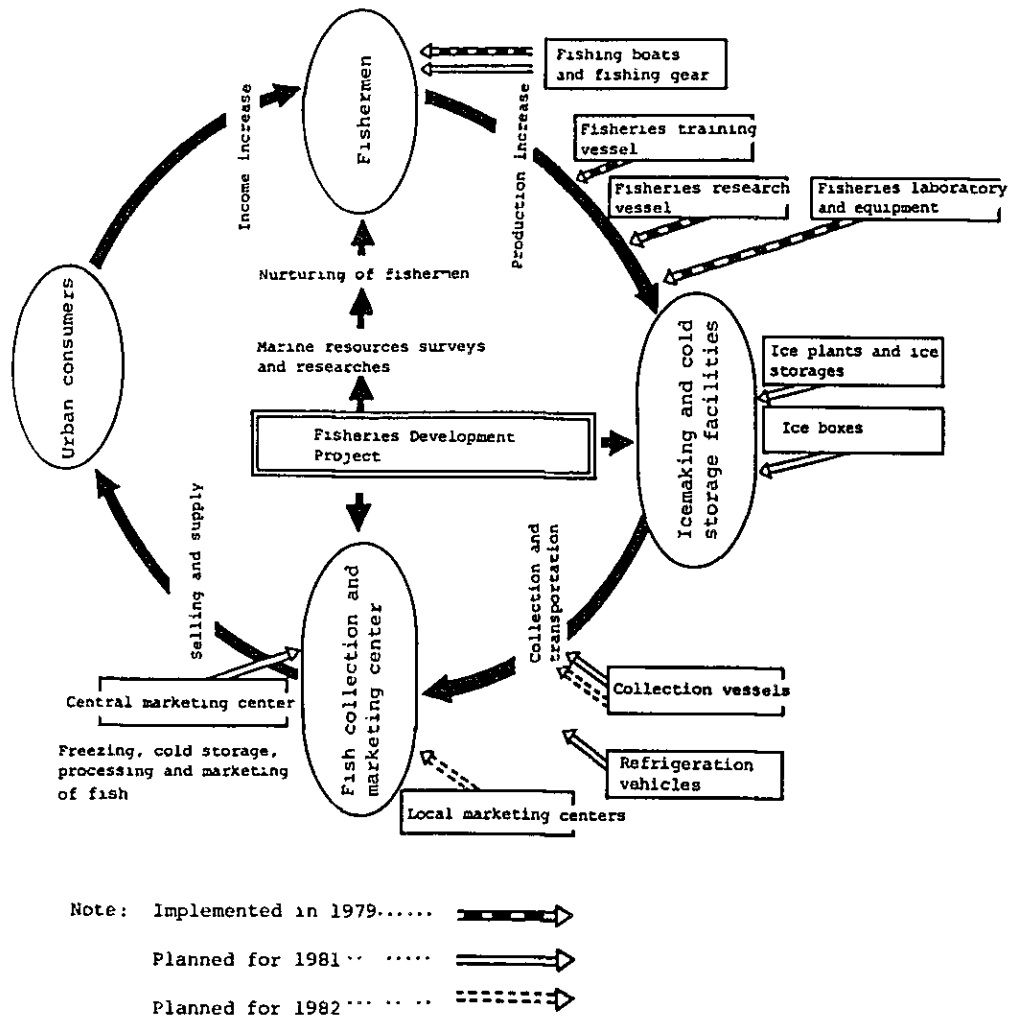 Fishing boats
and fishing gear
Fishermen
Income increase
Production increase
Fisheries training
vessel
Fisheries research
vessel
Fisheries laboratory
and equipment
Nurturing of fishermen
Urban consumers
Marine resources surveys
and researches
Icemaking and cold
storage facilities
Ice plants and ice
storages
Ice boxes
Fisheries Development
Project
Selling and supply
Collection and
transportation
Fish collection and
marketing center
Central marketing center
Freezing, cold storage,
processing and marketing
of fish
Collection vessels
Refrigeration
vehicles
Local marketing centers
Note: Implemented in 1979......
Planned for 1981.. .....
Planned for 1982... .. ..